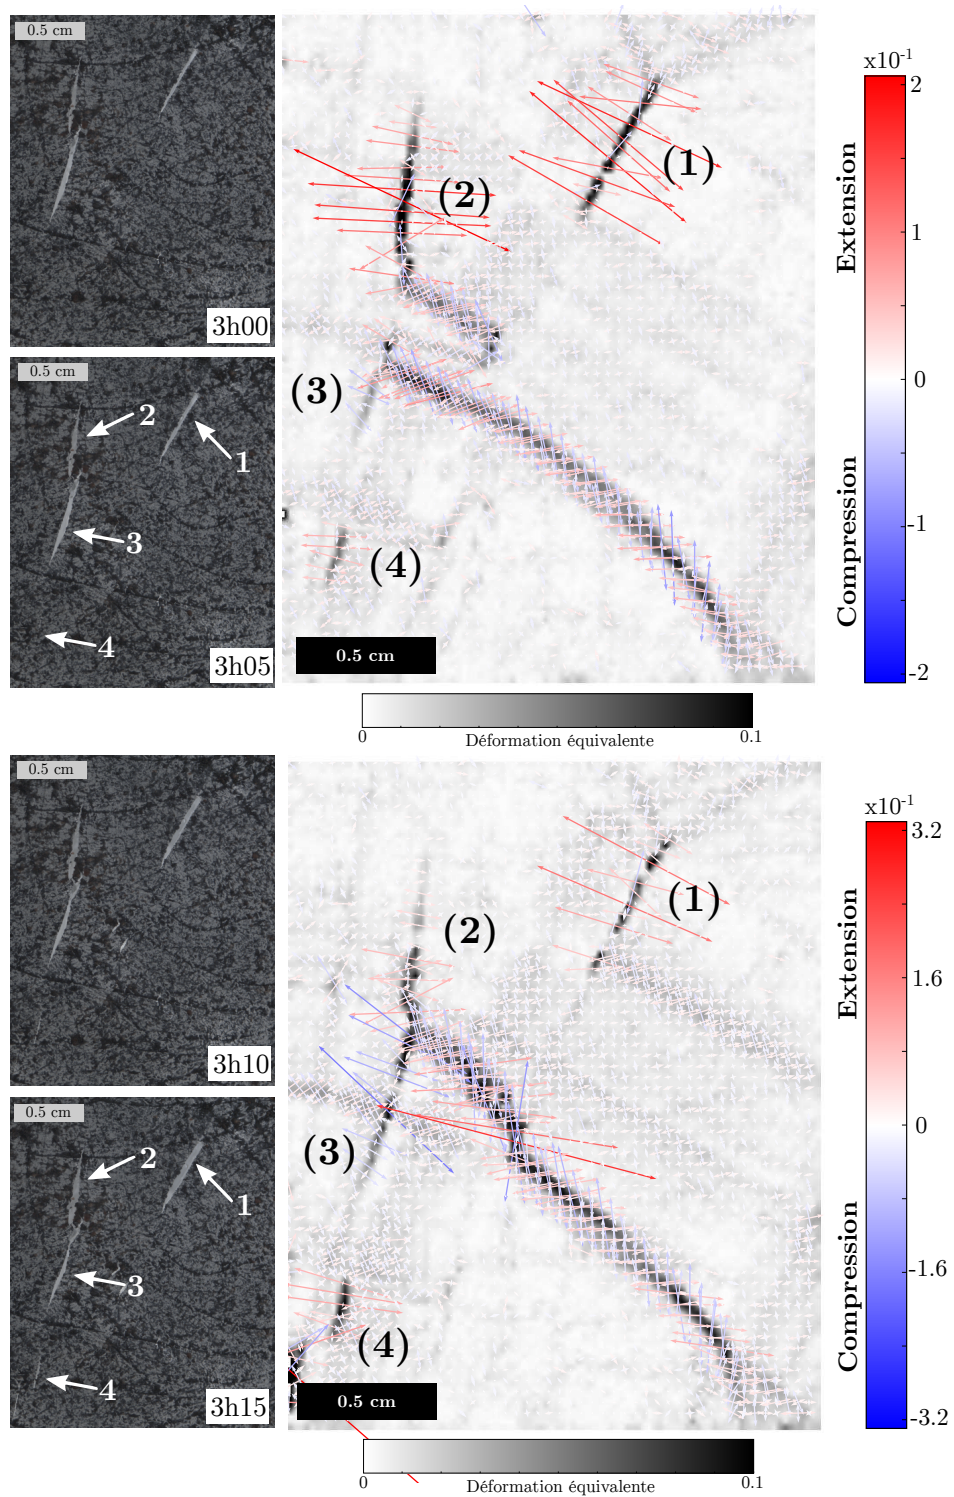 0.5 cm
3h00
0.5 cm
2
1
3
4
3h05
(1)
(2)
(3)
(4)
0.5 cm
0
0.1
Déformation équivalente
x10-1
2
1
0
-1
-2
Extension
Compression
0.5 cm
3h10
0.5 cm
2
1
3
4
3h15
(1)
(2)
(3)
(4)
0.5 cm
0
0.1
Déformation équivalente
x10-1
3.2
1.6
0
-1.6
-3.2
Extension
Compression